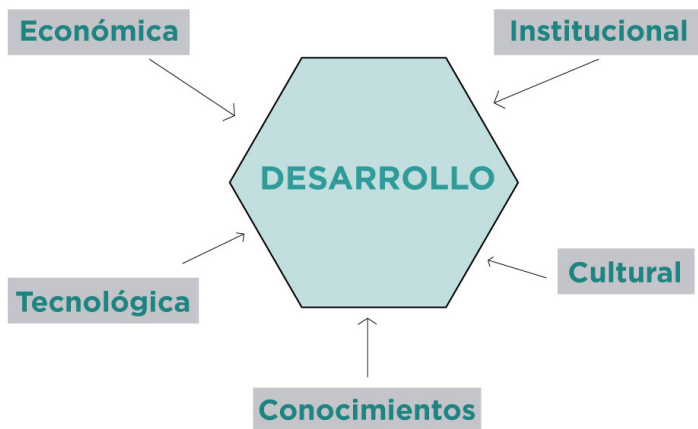 Económica
Institucional
DESARROLLO
Tecnológica
Cultural
Conocimientos